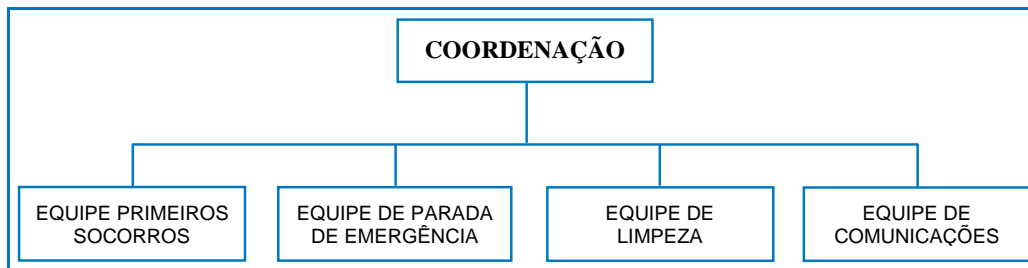 COORDENAÇÃO
EQUIPE PRIMEIROS
SOCORROS
EQUIPE DE PARADA
DE EMERGÊNCIA
EQUIPE DE
LIMPEZA
EQUIPE DE
COMUNICAÇÕES